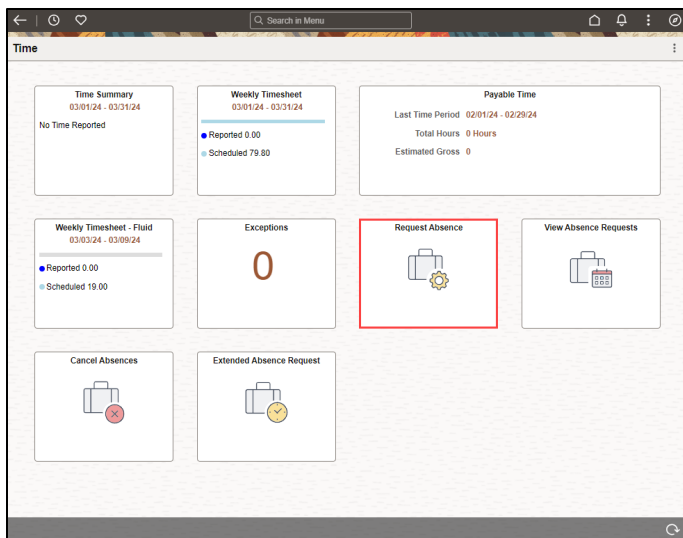 Search in Menu
Time
Time Summary
03/01/24 - 03/31/24
No Time Reported
Weekly Timesheet
03/01/24 - 03/31/24
Reported 0.00
Scheduled 79.80
Payable Time
Last Time Period 02/01/24 - 02/29/24
Total Hours 0 Hours
Estimated Gross 0
Weekly Timesheet - Fluid
03/03/24 - 03/09/24
Reported 0.00
Scheduled 19.00
Exceptions
0
Request Absence
View Absence Requests
Cancel Absences
Extended Absence Request